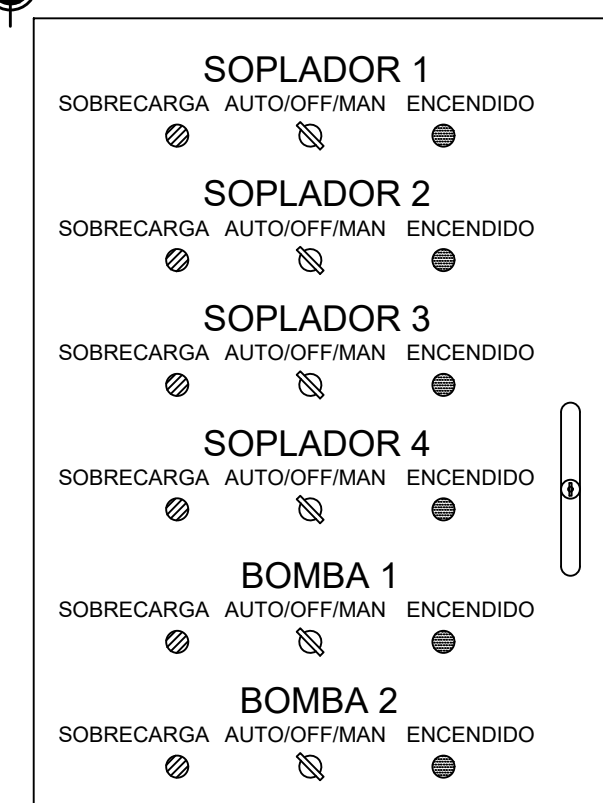 SOPLADOR 1
SOBRECARGA AUTO/OFF/MAN ENCENDIDO
SOPLADOR 2
SOBRECARGA AUTO/OFF/MAN ENCENDIDO
SOPLADOR 3
SOBRECARGA AUTO/OFF/MAN ENCENDIDO
SOPLADOR 4
SOBRECARGA AUTO/OFF/MAN ENCENDIDO
BOMBA 1
SOBRECARGA AUTO/OFF/MAN ENCENDIDO
BOMBA 2
SOBRECARGA AUTO/OFF/MAN ENCENDIDO